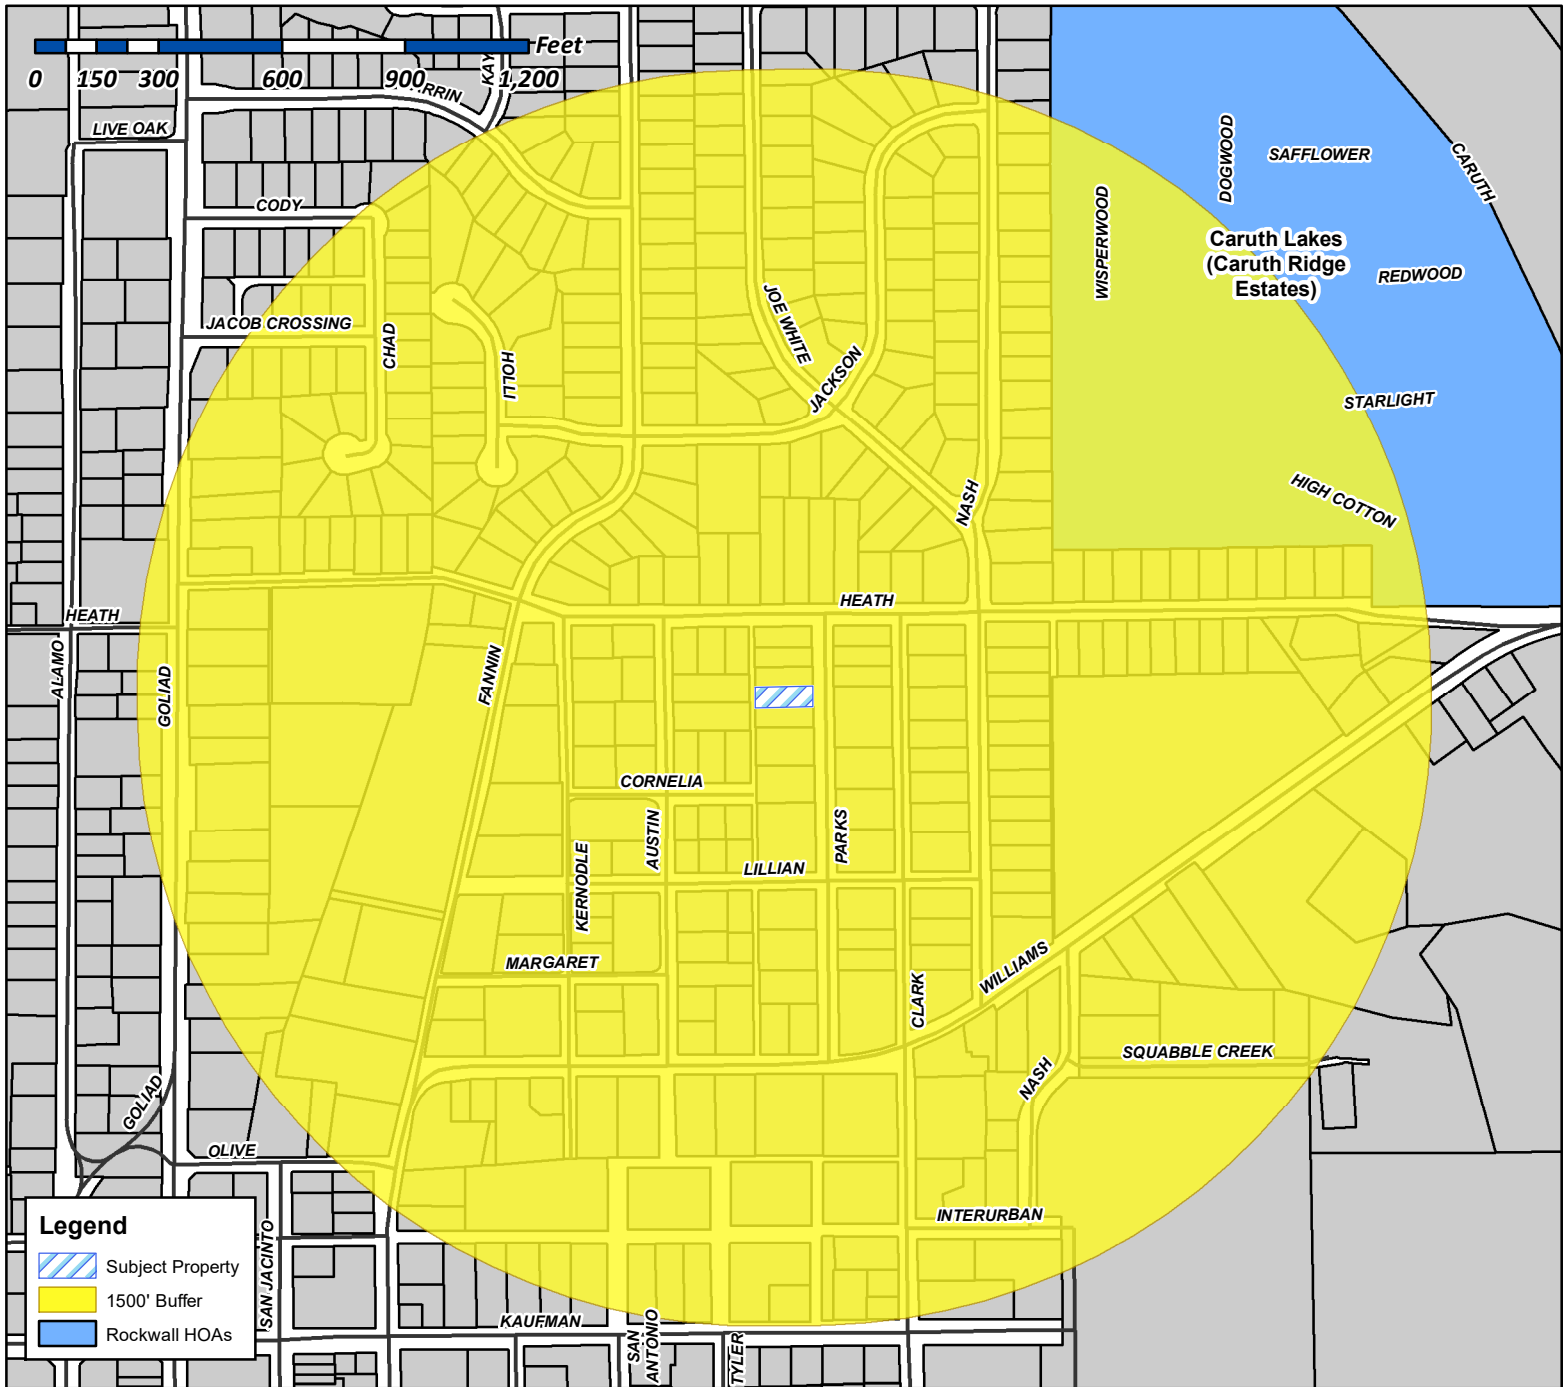 Feet
0 150 300 600 900 1,200
KAY
RRIN
LIVE OAK
DOGWOOD
SAFFLOWER
CARUTH
CODY
WISPERWOOD
Caruth Lakes
(Caruth Ridge
Estates)
REDWOOD
JACOB CROSSING
CHAD
HOLLI
JOE WHITE
JACKSON
STARLIGHT
NASH
HIGH COTTON
HEATH
HEATH
ALAMO
GOLIAD
FANNIN
CORNELIA
AUSTIN
PARKS
KERNODLE
LILLIAN
MARGARET
WILLIAMS
CLARK
SQUABBLE CREEK
NASH
GOLIAD
OLIVE
INTERURBAN
SAN JACINTO
KAUFMAN
SAN
ANTONIO
TYLER
Legend
Subject Property
1500' Buffer
Rockwall HOAs